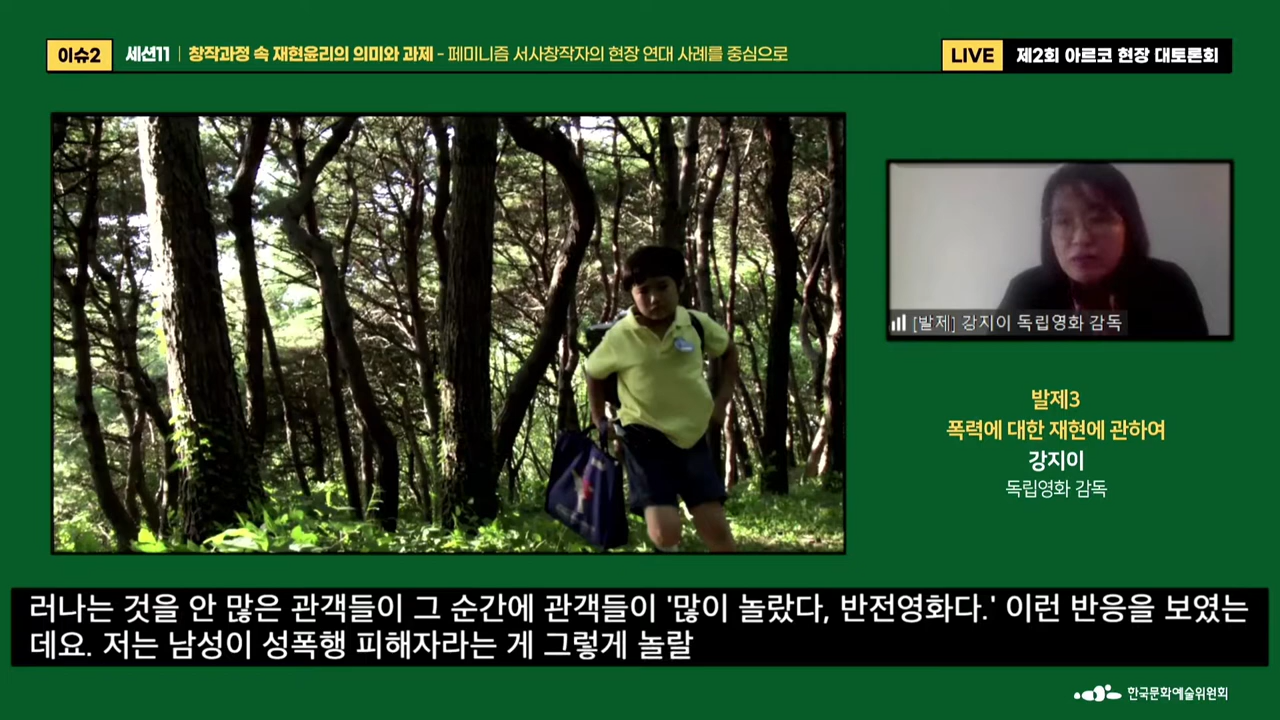 이슈2
세션11 | 창작과정 속 재현윤리의 의미와 과제 - 페미니즘 서사창작자의 현장 연대 사례를 중심으로
LIVE
제2회 아르코 현장 대토론회
[발제] 강지이 독립영화 감독
발제3
폭력에 대한 재현에 관하여
강지이
독립영화 감독
러나는 것을 안 많은 관객들이 그 순간에 관객들이 '많이 놀랐다, 반전영화다.' 이런 반응을 보였는
데요. 저는 남성이 성폭행 피해자라는 게 그렇게 놀랄
한국문화예술위원회